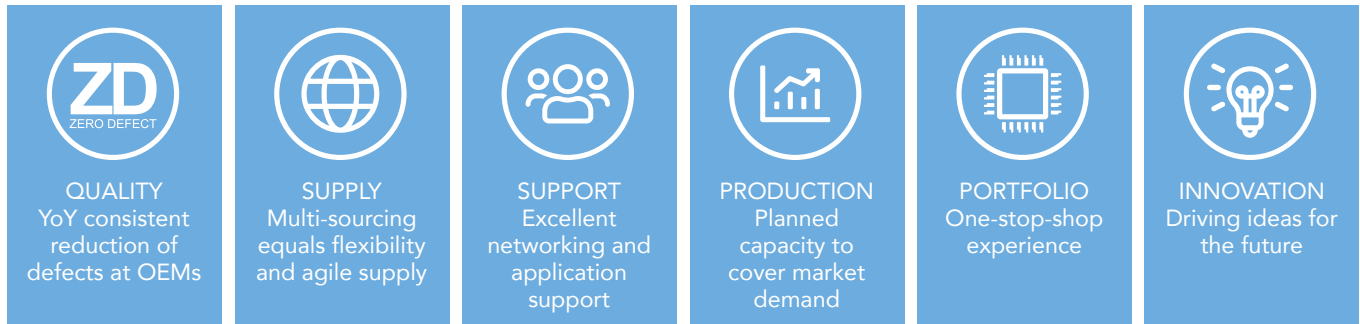 ZD
ZERO DEFECT
QUALITY
YoY consistent
reduction of
defects at OEMs
SUPPLY
Multi-sourcing
equals flexibility
and agile supply
SUPPORT
Excellent
networking and
application
support
PRODUCTION
Planned
capacity to
cover market
demand
PORTFOLIO
One-stop-shop
experience
INNOVATION
Driving ideas for
the future